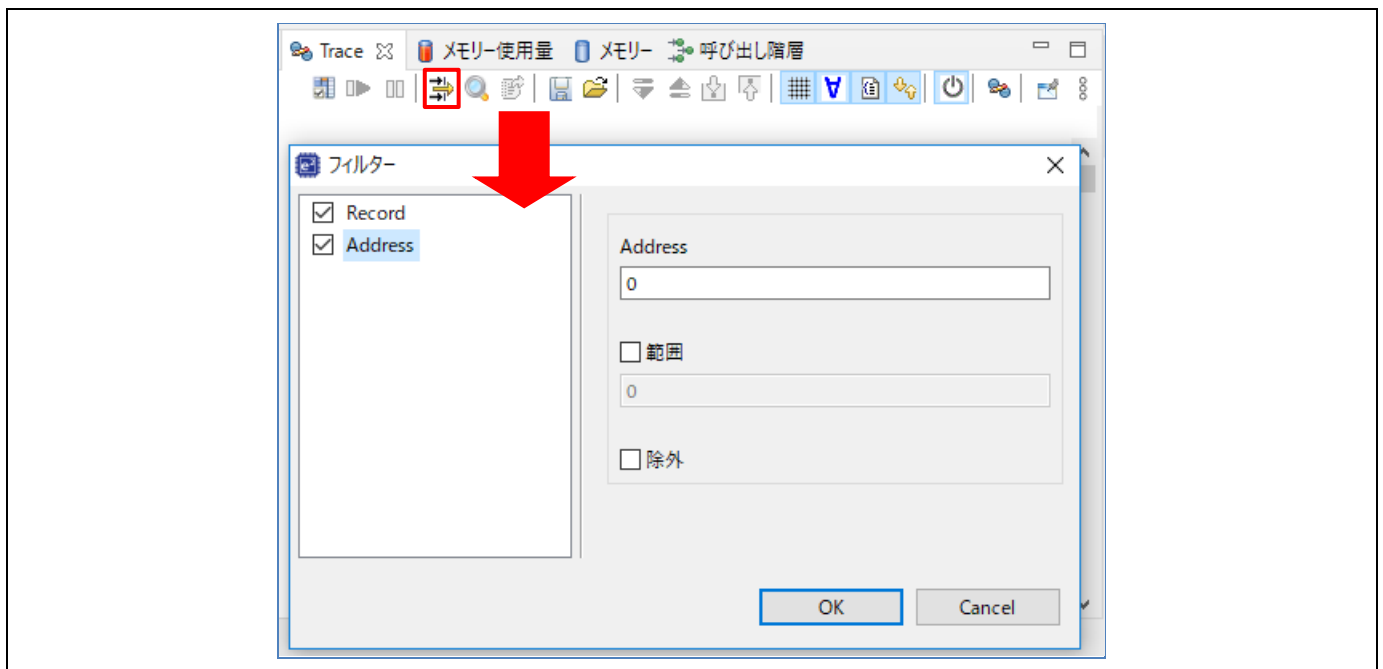 Trace メモリー使用量 メモリー 呼び出し階層
フィルター
Record
Address
Address
0
範囲
0
除外
OK Cancel